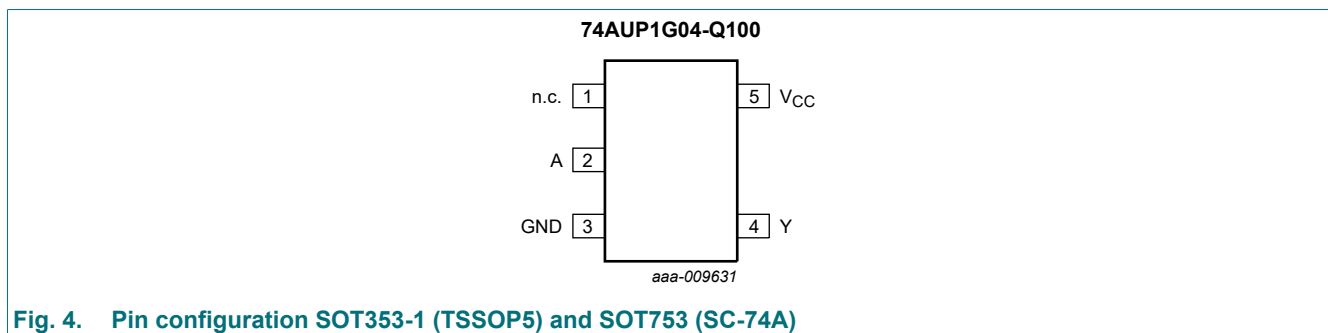 74AUP1G04-Q100
n.c. 1
5 VCC
A 2
GND 3
4 Y
aaa-009631
Fig. 4. Pin configuration SOT353-1 (TSSOP5) and SOT753 (SC-74A)